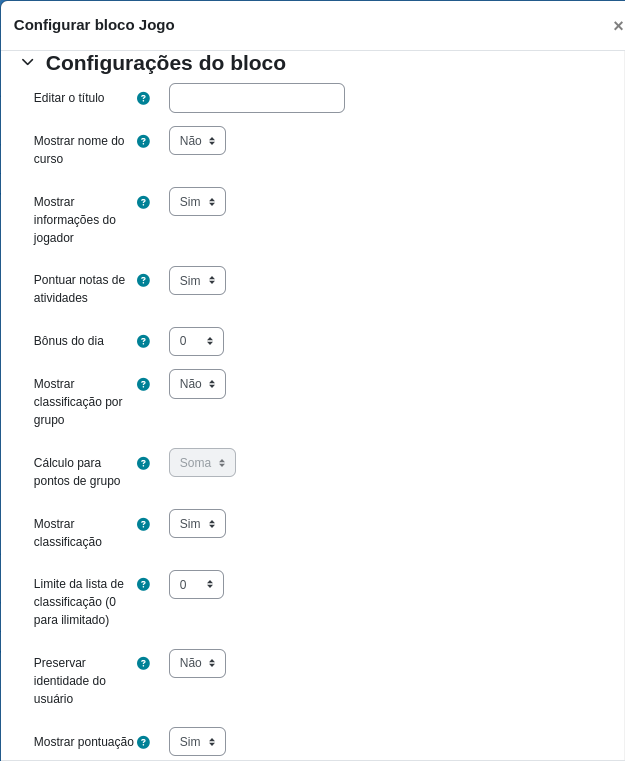 Configurar bloco Jogo ×
Configurações do bloco
Editar o título ?
Mostrar nome do ? Não
curso
Mostrar ? Sim
informações do
jogador
Pontuar notas de ? Sim
atividades
Bônus do dia ? 0
Mostrar ? Não
classificação por
grupo
Cálculo para ? Soma
pontos de grupo
Mostrar ? Sim
classificação
Limite da lista de ? 0
classificação (0
para ilimitado)
Preservar ? Não
identidade do
usuário
Mostrar pontuação ? Sim